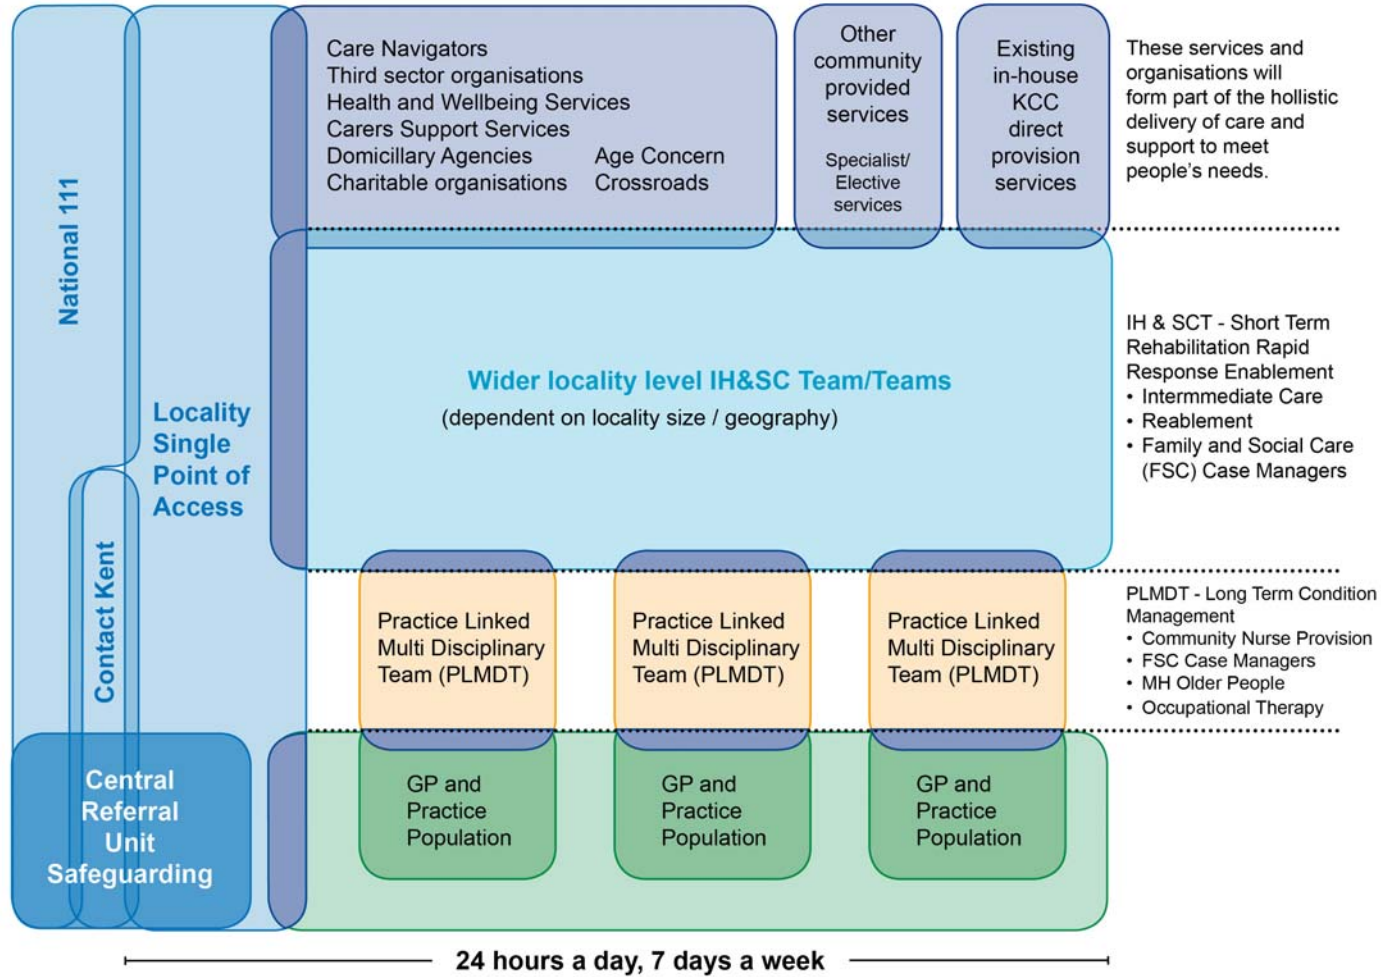 National 111
Contact Kent
Locality
Single
Point of
Access
Central
Referral
Unit
Safeguarding
Care Navigators
Third sector organisations
Health and Wellbeing Services
Carers Support Services
Domicillary Agencies
Age Concern
Charitable organisations
Crossroads
Other
community
provided
services
Specialist/
Elective
services
Existing
in-house
KCC
direct
provision
services
These services and
organisations will
form part of the hollistic
delivery of care and
support to meet
people's needs.
Wider locality level IH&SC Team/Teams
(dependent on locality size / geography)
IH & SCT - Short Term
Rehabilitation Rapid
Response Enablement
• Intermmediate Care
• Reablement
• Family and Social Care
(FSC) Case Managers
Practice Linked
Multi Disciplinary
Team (PLMDT)
Practice Linked
Multi Disciplinary
Team (PLMDT)
Practice Linked
Multi Disciplinary
Team (PLMDT)
PLMDT - Long Term Condition
Management
• Community Nurse Provision
• FSC Case Managers
• MH Older People
• Occupational Therapy
GP and
Practice
Population
GP and
Practice
Population
GP and
Practice
Population
24 hours a day, 7 days a week